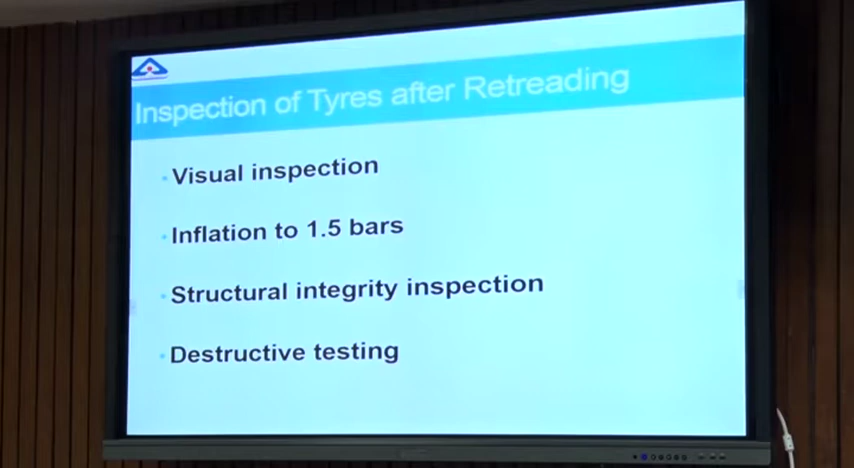 Inspection of Tyres after Retreading
Visual inspection
Inflation to 1.5 bars
Structural integrity inspection
Destructive testing